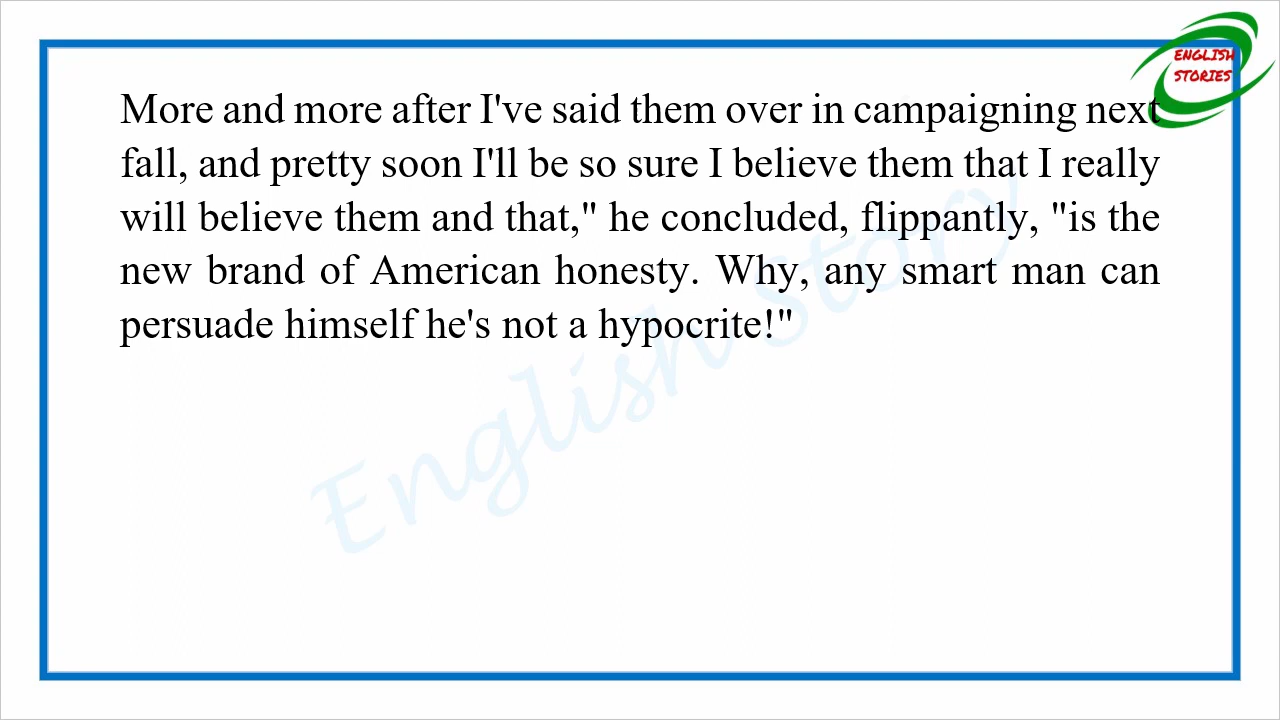 ENGLISH
STORIES
More and more after I've said them over in campaigning next
fall, and pretty soon I'll be so sure I believe them that I really
will believe them and that," he concluded, flippantly, "is the
new brand of American honesty. Why, any smart man can
persuade himself he's not a hypocrite!"
English Story